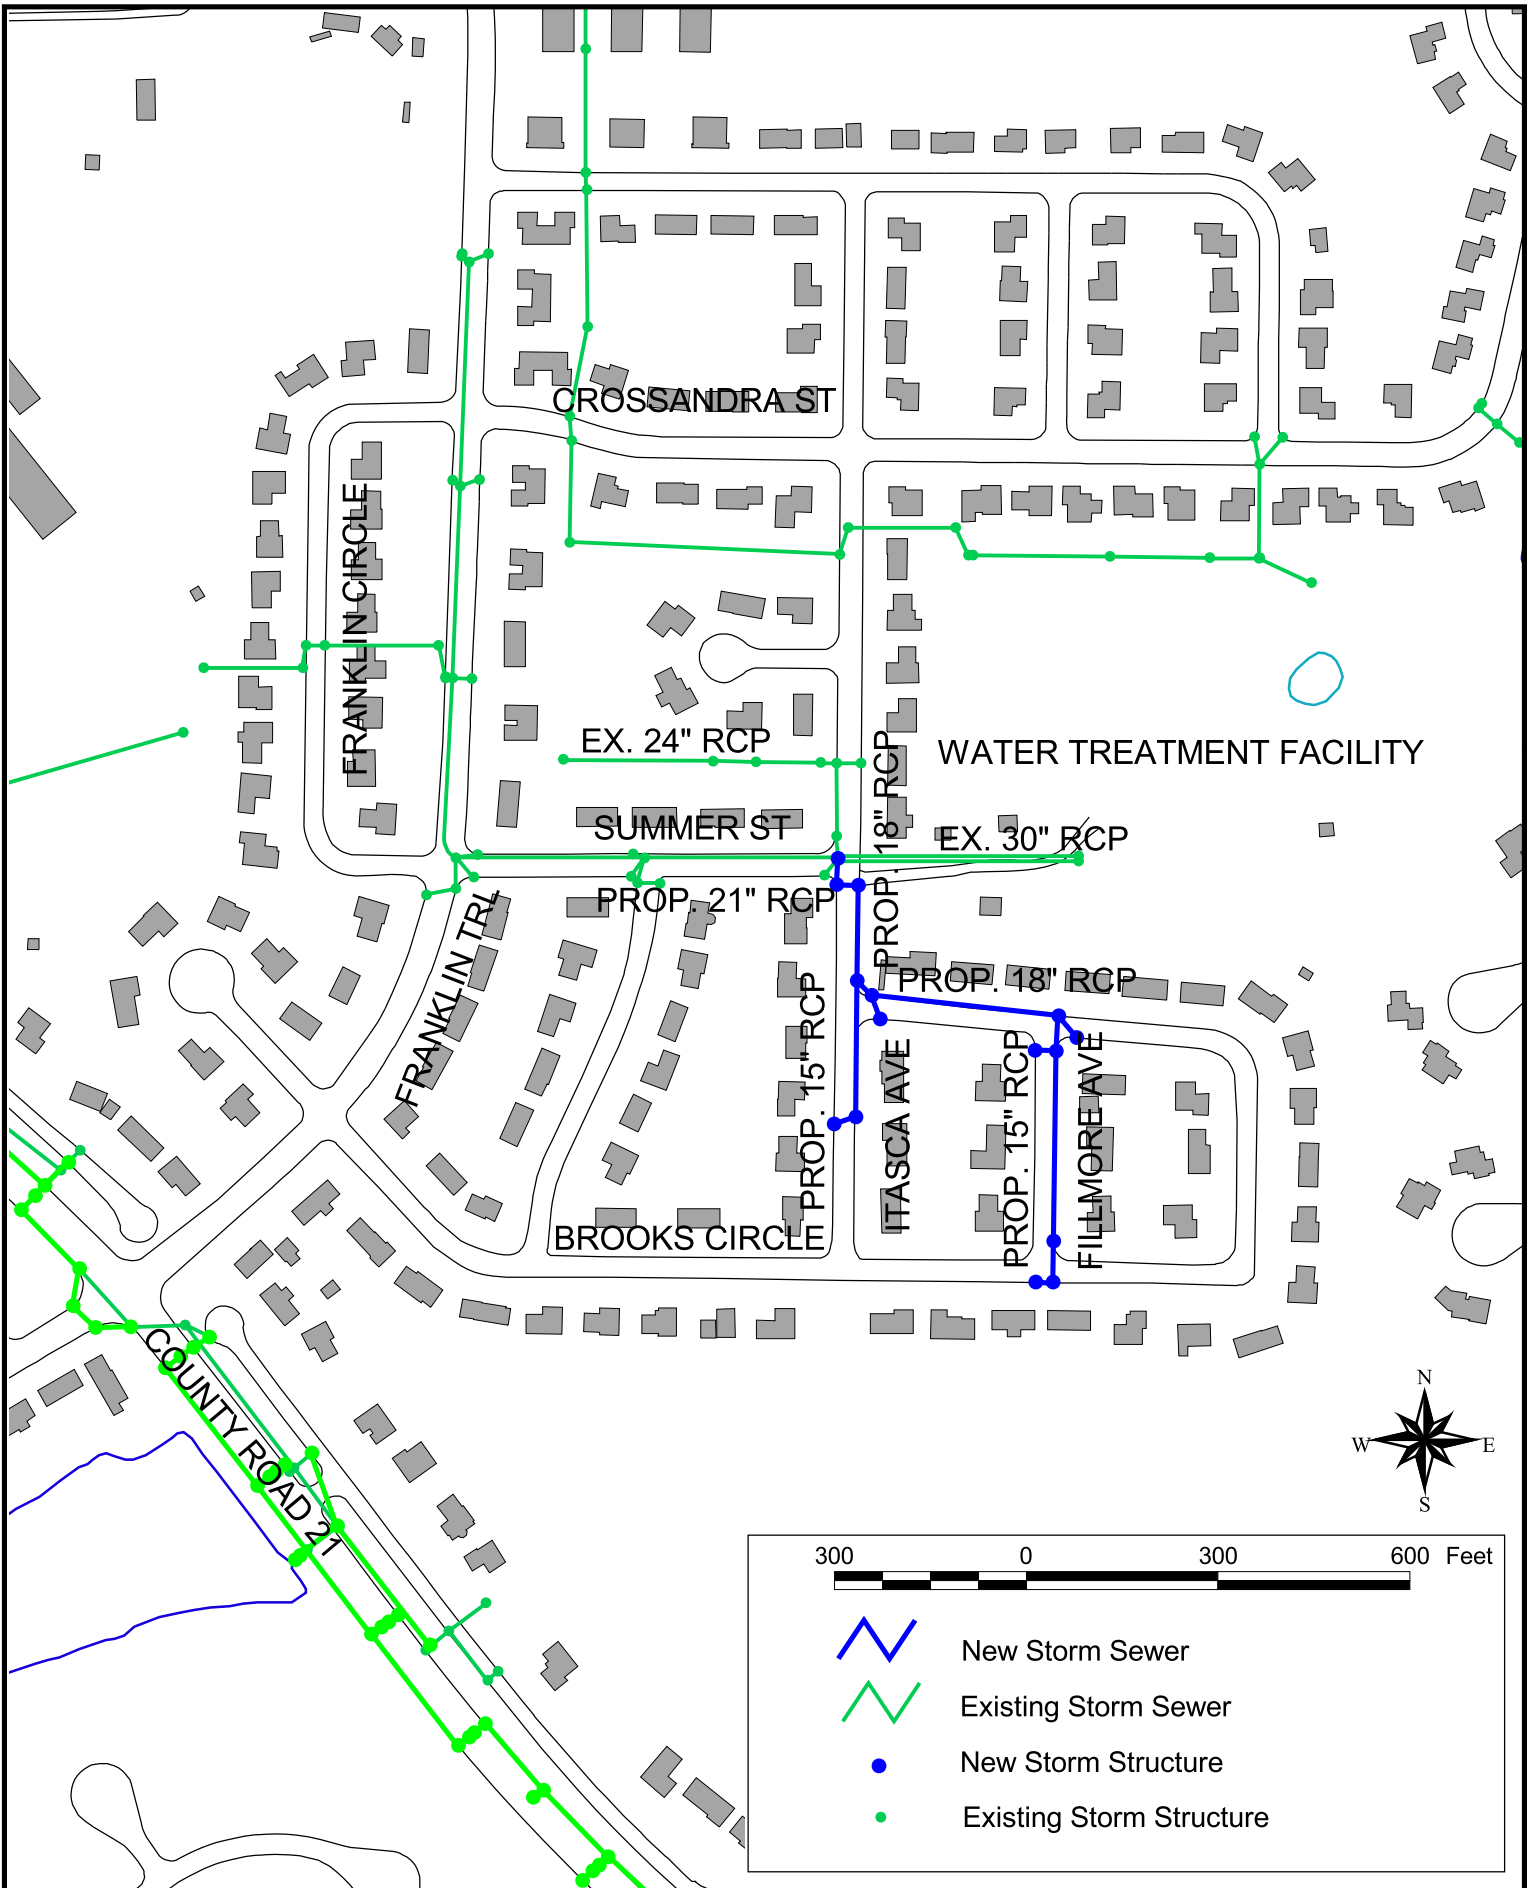 CROSSANDRA ST
FRANKLIN CIRCLE
EX. 24" RCP
WATER TREATMENT FACILITY
SUMMER ST
PROP. 18" RCP
EX. 30" RCP
PROP. 21" RCP
FRANKLIN TRL
PROP. 18" RCP
PROP. 15" RCP
ITASCA AVE
PROP. 15" RCP
FILLMORE AVE
BROOKS CIRCLE
COUNTY ROAD 21
N
W E
S
300 0 300 600 Feet
New Storm Sewer
Existing Storm Sewer
New Storm Structure
Existing Storm Structure